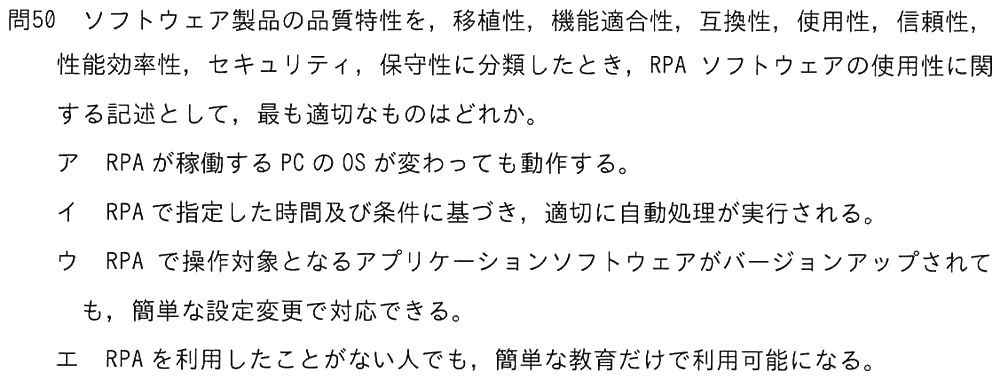 問50 ソフトウェア製品の品質特性を，移植性，機能適合性，互換性，使用性，信頼性，
性能効率性，セキュリティ，保守性に分類したとき，RPA ソフトウェアの使用性に関
する記述として，最も適切なものはどれか。
ア RPA が稼働する PC の OS が変わっても動作する。
イ RPA で指定した時間及び条件に基づき，適切に自動処理が実行される。
ウ RPA で操作対象となるアプリケーションソフトウェアがバージョンアップされて
も，簡単な設定変更で対応できる。
エ RPA を利用したことがない人でも，簡単な教育だけで利用可能になる。